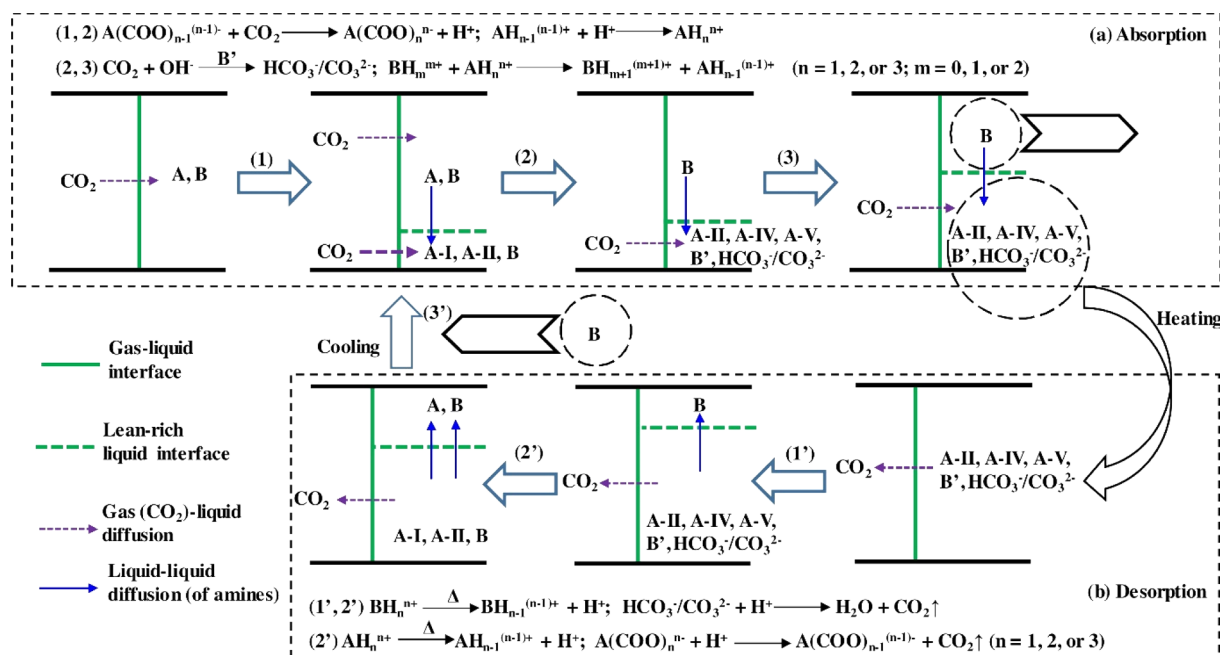 (1, 2) A(COO)ₙ₋₁⁽ⁿ⁻¹⁾⁻ + CO₂ ⟶ A(COO)ₙⁿ⁻ + H⁺; AHₙ₋₁⁽ⁿ⁻¹⁾⁺ + H⁺ ⟶ AHₙⁿ⁺
(a) Absorption
(2, 3) CO₂ + OH⁻ ⟶ B’ HCO₃⁻/CO₃²⁻; BHₘᵐ⁺ + AHₙⁿ⁺ ⟶ BHₘ₊₁⁽ᵐ⁺¹⁾⁺ + AHₙ₋₁⁽ⁿ⁻¹⁾⁺ (n = 1, 2, or 3; m = 0, 1, or 2)
CO₂
A, B
(1)
CO₂
A, B
CO₂
A-I, A-II, B
(2)
B
CO₂
A-II, A-IV, A-V,
B’, HCO₃⁻/CO₃²⁻
(3)
B
CO₂
A-II, A-IV, A-V,
B’, HCO₃⁻/CO₃²⁻
Heating
(3’)
Cooling
B
Gas-liquid
interface
Lean-rich
liquid interface
Gas (CO₂)-liquid
diffusion
Liquid-liquid
diffusion (of amines)
A, B
CO₂
A-I, A-II, B
(2’)
B
CO₂
A-II, A-IV, A-V,
B’, HCO₃⁻/CO₃²⁻
(1’)
CO₂
A-II, A-IV, A-V,
B’, HCO₃⁻/CO₃²⁻
(b) Desorption
(1’, 2’) BHₙⁿ⁺ ⟶ Δ BHₙ₋₁⁽ⁿ⁻¹⁾⁺ + H⁺; HCO₃⁻/CO₃²⁻ + H⁺ ⟶ H₂O + CO₂↑
(2’) AHₙⁿ⁺ ⟶ Δ AHₙ₋₁⁽ⁿ⁻¹⁾⁺ + H⁺; A(COO)ₙⁿ⁻ + H⁺ ⟶ A(COO)ₙ₋₁⁽ⁿ⁻¹⁾⁻ + CO₂↑ (n = 1, 2, or 3)